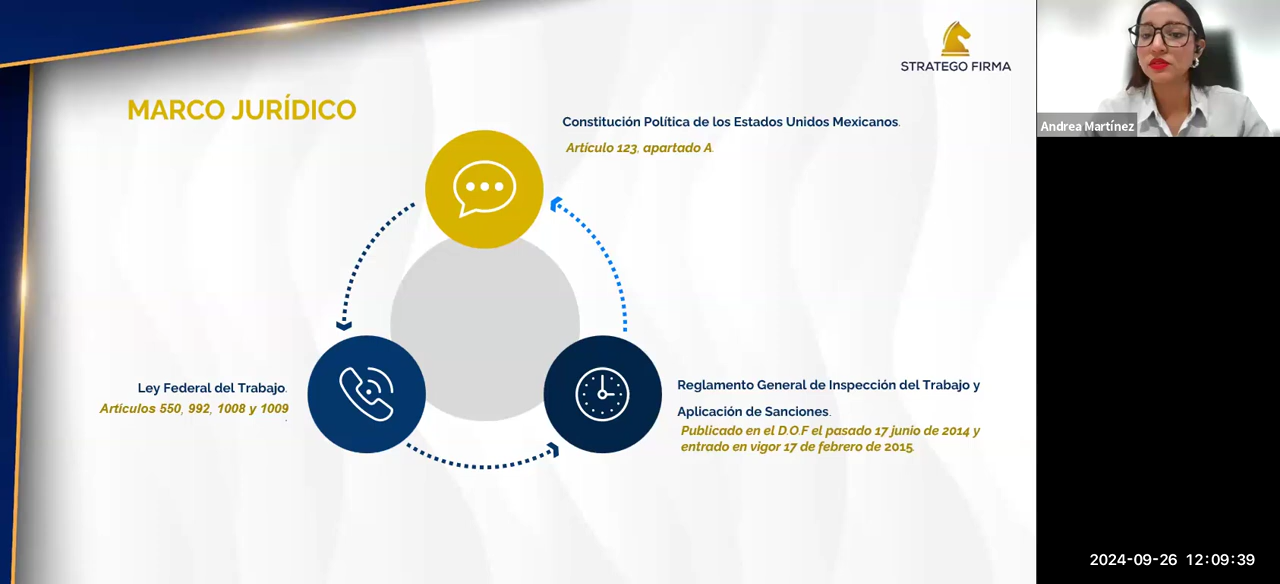 STRATEGO FIRMA
MARCO JURÍDICO
Constitución Política de los Estados Unidos Mexicanos.
Artículo 123, apartado A.
Ley Federal del Trabajo.
Artículos 550, 992, 1008 y 1009
.
Reglamento General de Inspección del Trabajo y
Aplicación de Sanciones.
Publicado en el D.O.F el pasado 17 junio de 2014 y
entrado en vigor 17 de febrero de 2015.
Andrea Martínez
2024-09-26 12:09:39